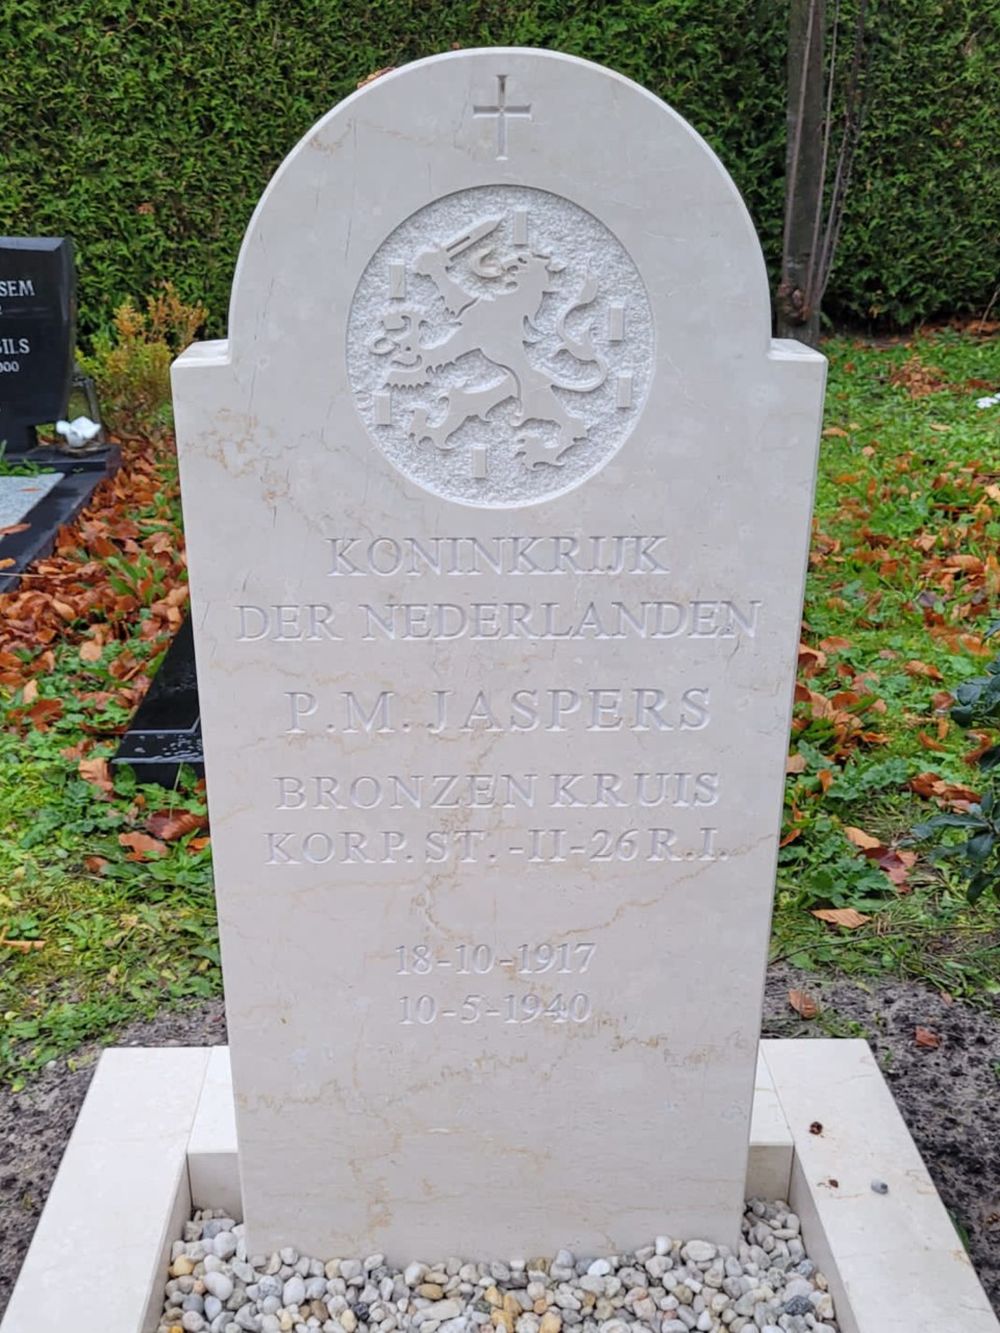 KONINKRIJK
DER NEDERLANDEN
P.M. JASPERS
BRONZEN KRUIS
KORP. ST. -II-26 R.I.
18-10-1917
10-5-1940